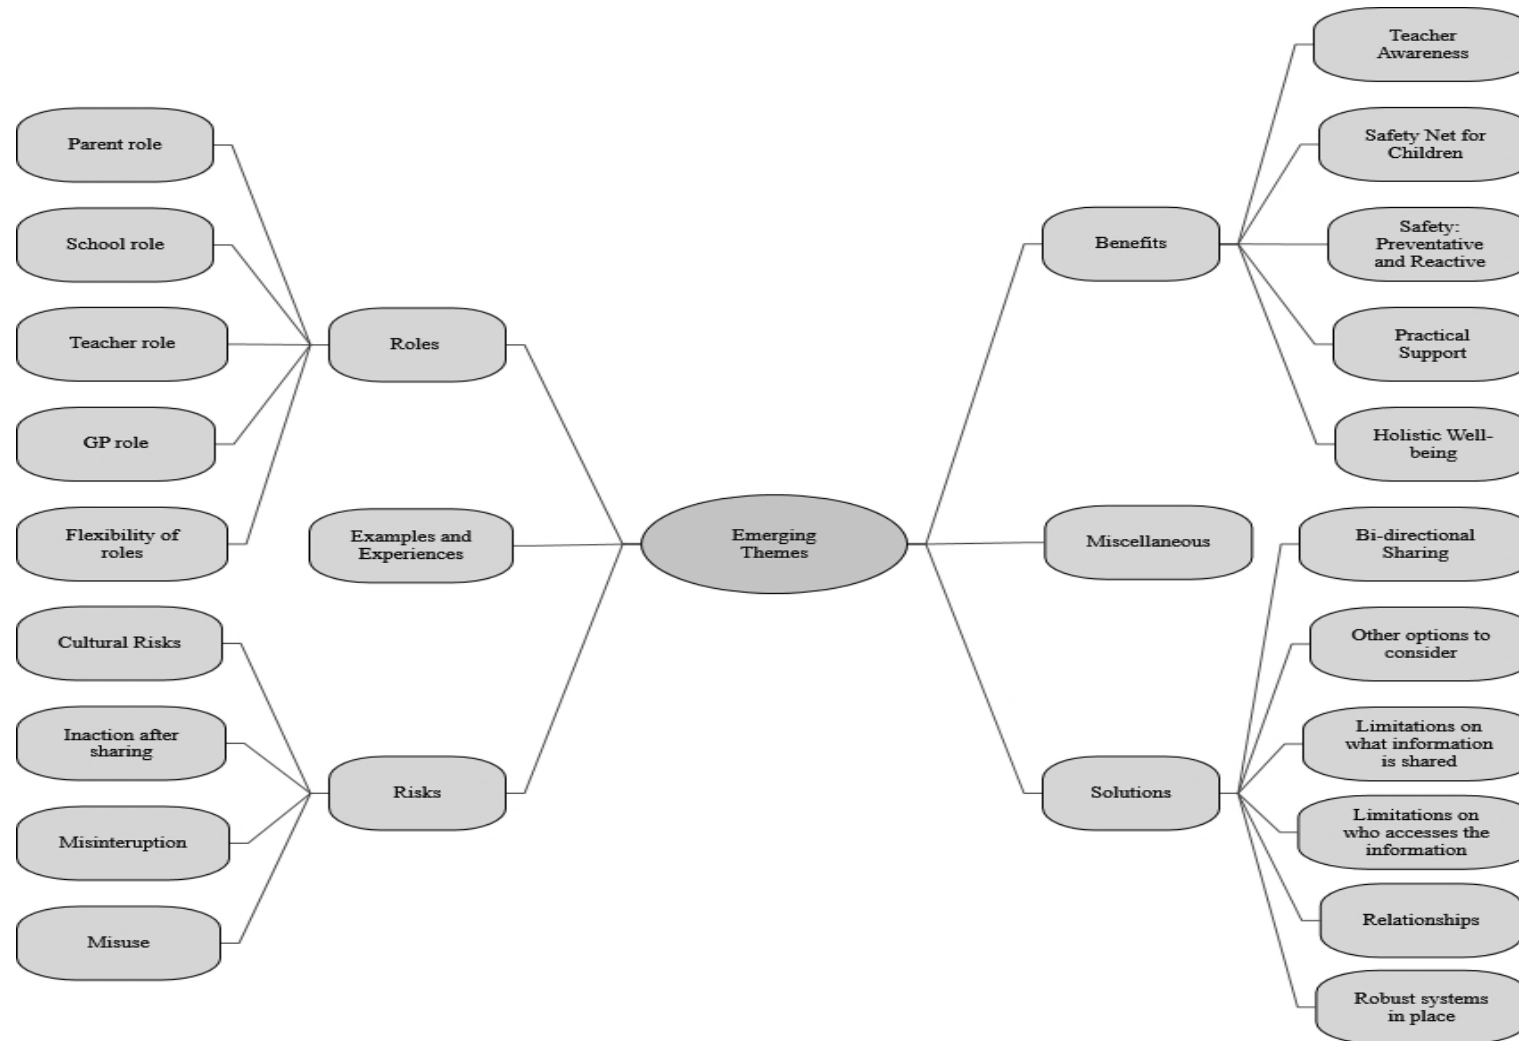 Parent role
School role
Teacher role
GP role
Flexibility of
roles
Cultural Risks
Inaction after
sharing
Misinteruption
Misuse
Roles
Examples and
Experiences
Risks
Emerging
Themes
Benefits
Miscellaneous
Solutions
Teacher
Awareness
Safety Net for
Children
Safety:
Preventative
and Reactive
Practical
Support
Holistic Well-
being
Bi-directional
Sharing
Other options to
consider
Limitations on
what information
is shared
Limitations on
who accesses the
information
Relationships
Robust systems
in place